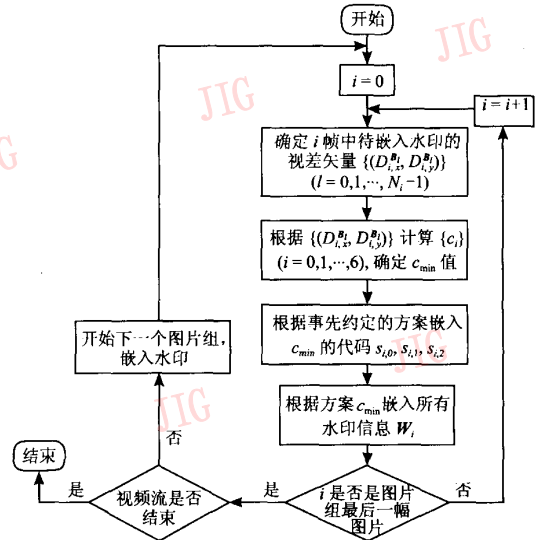 开始
i = 0
i = i+1
确定 i 帧中待嵌入水印的
视差矢量 {(D_{i,x}^{B_l}, D_{i,y}^{B_l})}
(l = 0,1,⋯, N_i −1)
根据 {(D_{i,x}^{B_l}, D_{i,y}^{B_l})} 计算 {c_i}
(i = 0,1,⋯,6), 确定 c_min 值
根据事先约定的方案嵌入
c_min 的代码 s_{i,0}, s_{i,1}, s_{i,2}
根据方案 c_min 嵌入所有
水印信息 W_i
i 是否是图片
组最后一幅
图片
否
是
视频流是否
结束
否
是
开始下一个图片组,
嵌入水印
结束
JIG
JIG
JIG
JIG
JIG